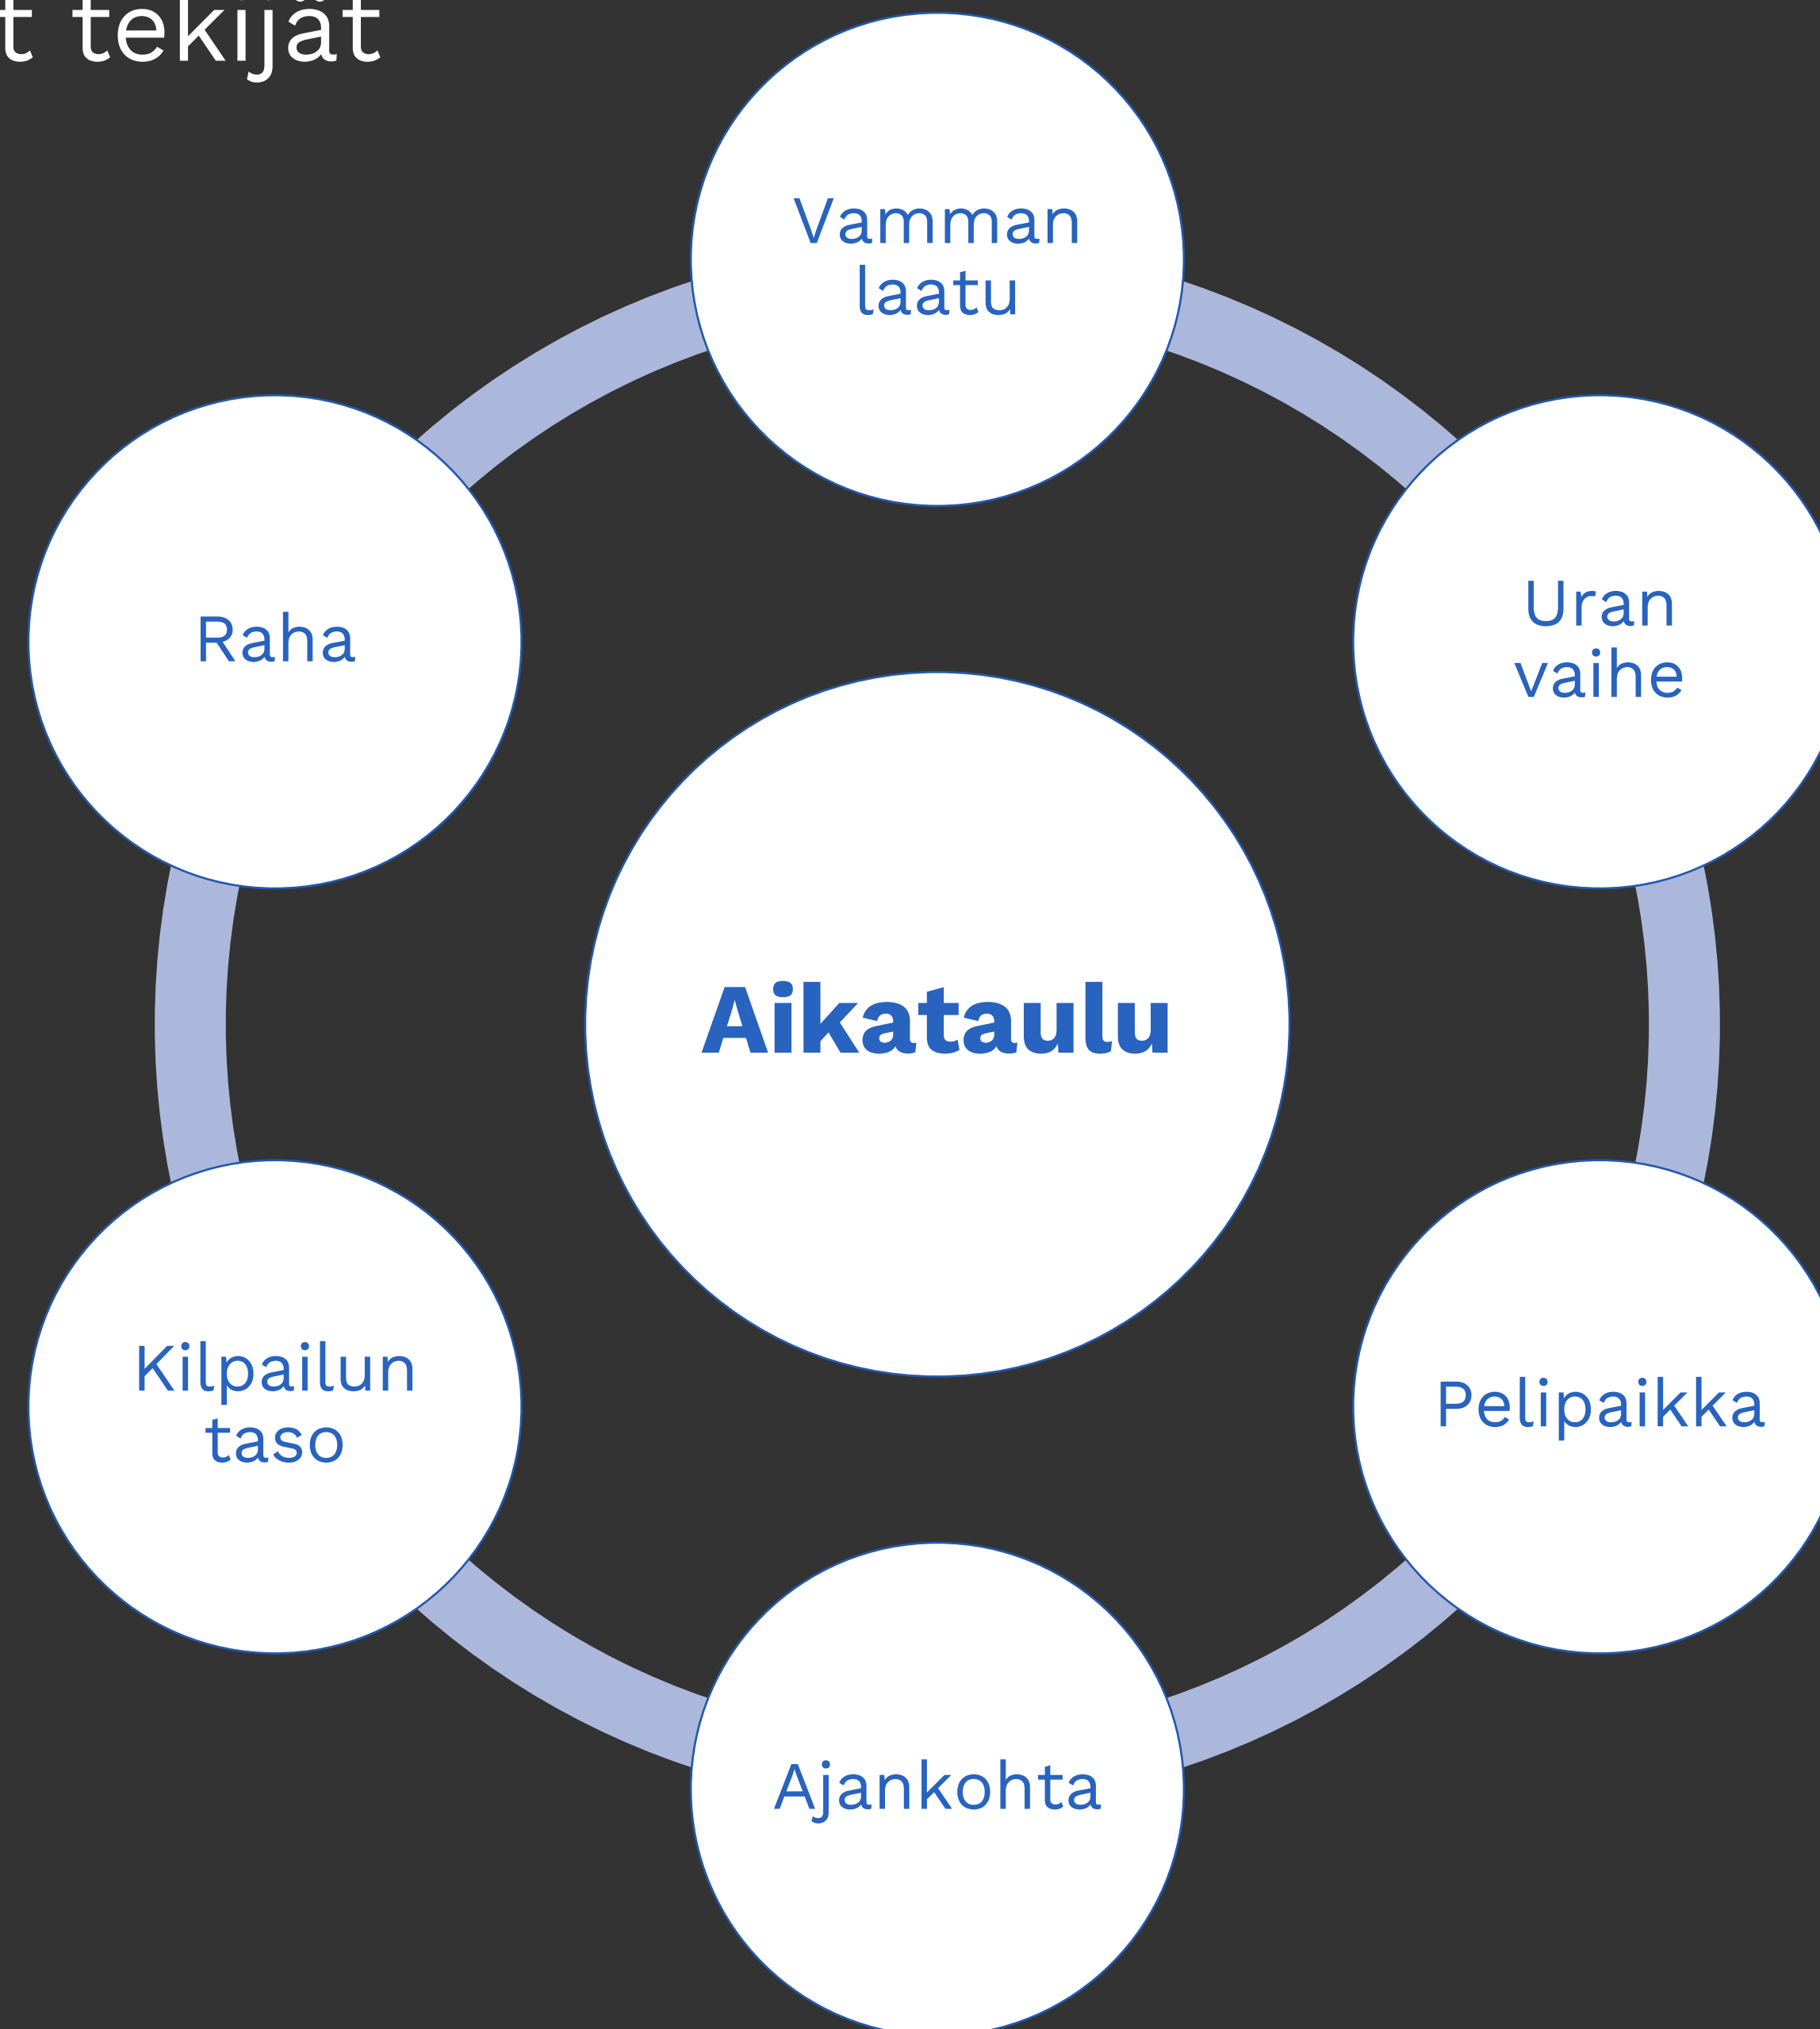 tekijät
Vamman
laatu
Uran
vaihe
Raha
Aikataulu
Kilpailun
taso
Pelipaikka
Ajankohta